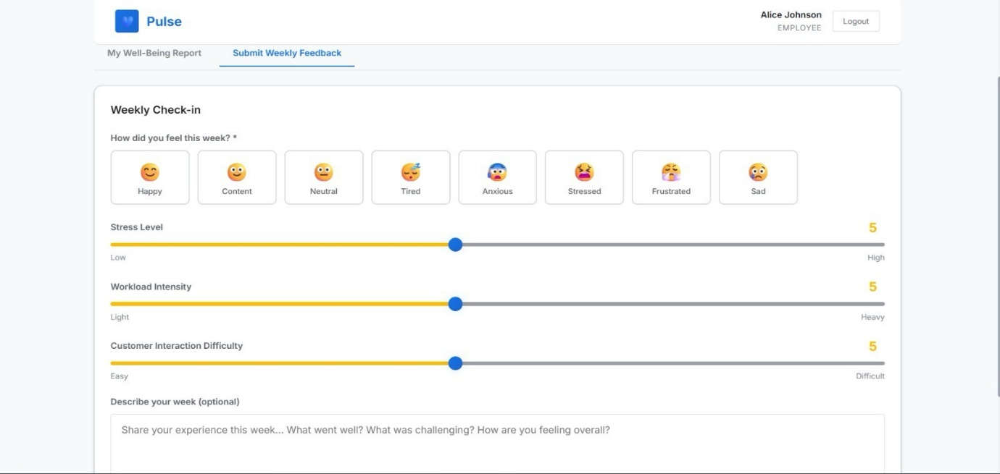 Pulse
Alice Johnson
EMPLOYEE
Logout
My Well-Being Report
Submit Weekly Feedback
Weekly Check-in
How did you feel this week? *
Happy
Content
Neutral
Tired
Anxious
Stressed
Frustrated
Sad
Stress Level
5
Low
High
Workload Intensity
5
Light
Heavy
Customer Interaction Difficulty
5
Easy
Difficult
Describe your week (optional)
Share your experience this week... What went well? What was challenging? How are you feeling overall?